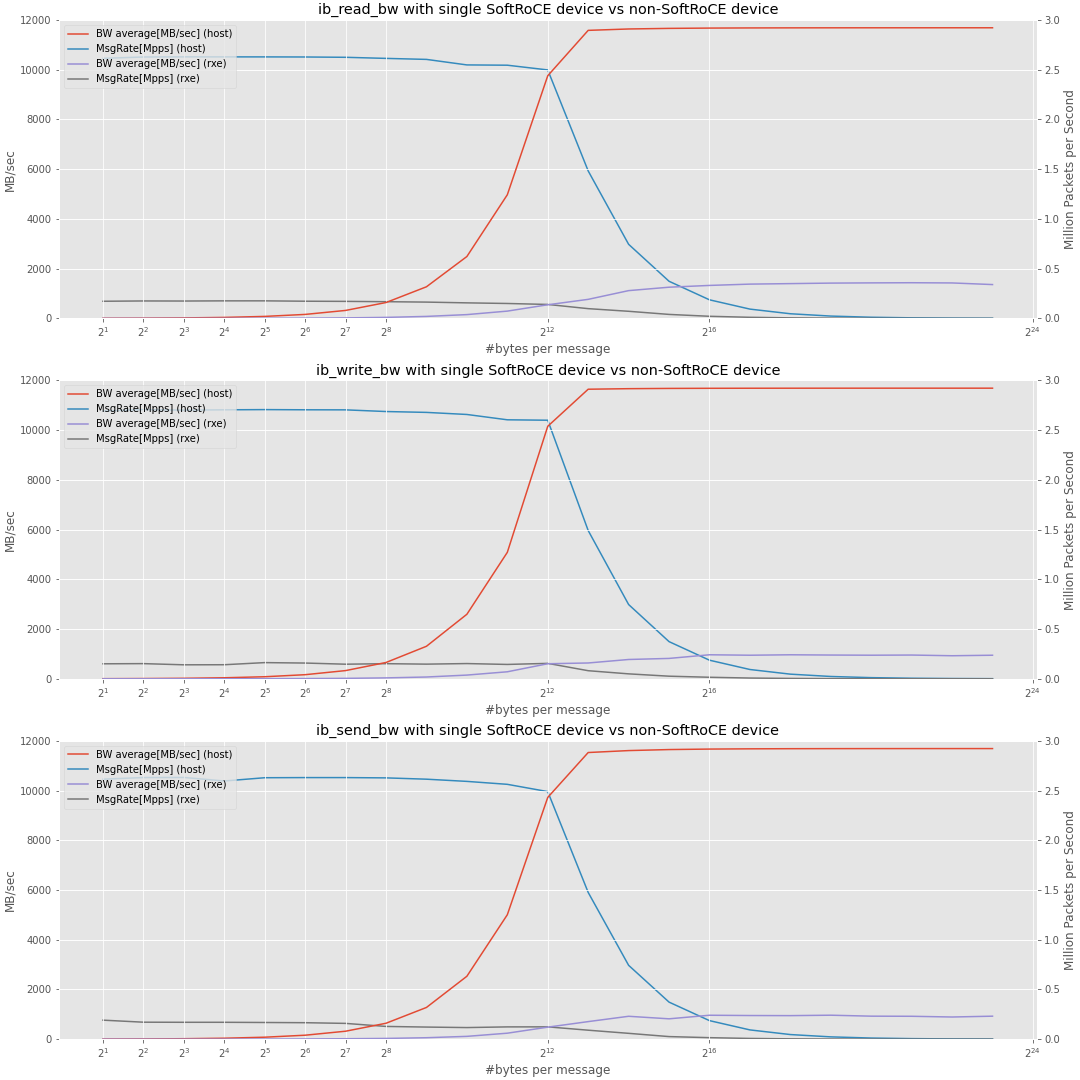 ib_read_bw with single SoftRoCE device vs non-SoftRoCE device
12000
10000
8000
6000
4000
2000
0
MB/sec
BW average[MB/sec] (host)
MsgRate[Mpps] (host)
BW average[MB/sec] (rxe)
MsgRate[Mpps] (rxe)
3.0
2.5
2.0
1.5
1.0
0.5
0.0
Million Packets per Second
2^1 2^2 2^3 2^4 2^5 2^6 2^7 2^8 2^12 2^16 2^24
#bytes per message
ib_write_bw with single SoftRoCE device vs non-SoftRoCE device
12000
10000
8000
6000
4000
2000
0
MB/sec
BW average[MB/sec] (host)
MsgRate[Mpps] (host)
BW average[MB/sec] (rxe)
MsgRate[Mpps] (rxe)
3.0
2.5
2.0
1.5
1.0
0.5
0.0
Million Packets per Second
2^1 2^2 2^3 2^4 2^5 2^6 2^7 2^8 2^12 2^16 2^24
#bytes per message
ib_send_bw with single SoftRoCE device vs non-SoftRoCE device
12000
10000
8000
6000
4000
2000
0
MB/sec
BW average[MB/sec] (host)
MsgRate[Mpps] (host)
BW average[MB/sec] (rxe)
MsgRate[Mpps] (rxe)
3.0
2.5
2.0
1.5
1.0
0.5
0.0
Million Packets per Second
2^1 2^2 2^3 2^4 2^5 2^6 2^7 2^8 2^12 2^16 2^24
#bytes per message